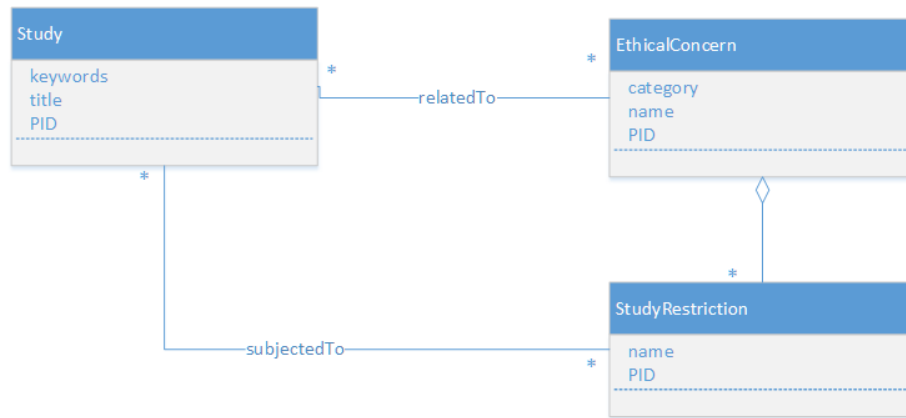 Study
keywords
title
PID
*
relatedTo
*
EthicalConcern
category
name
PID
*
subjectedTo
*
*
StudyRestriction
name
PID